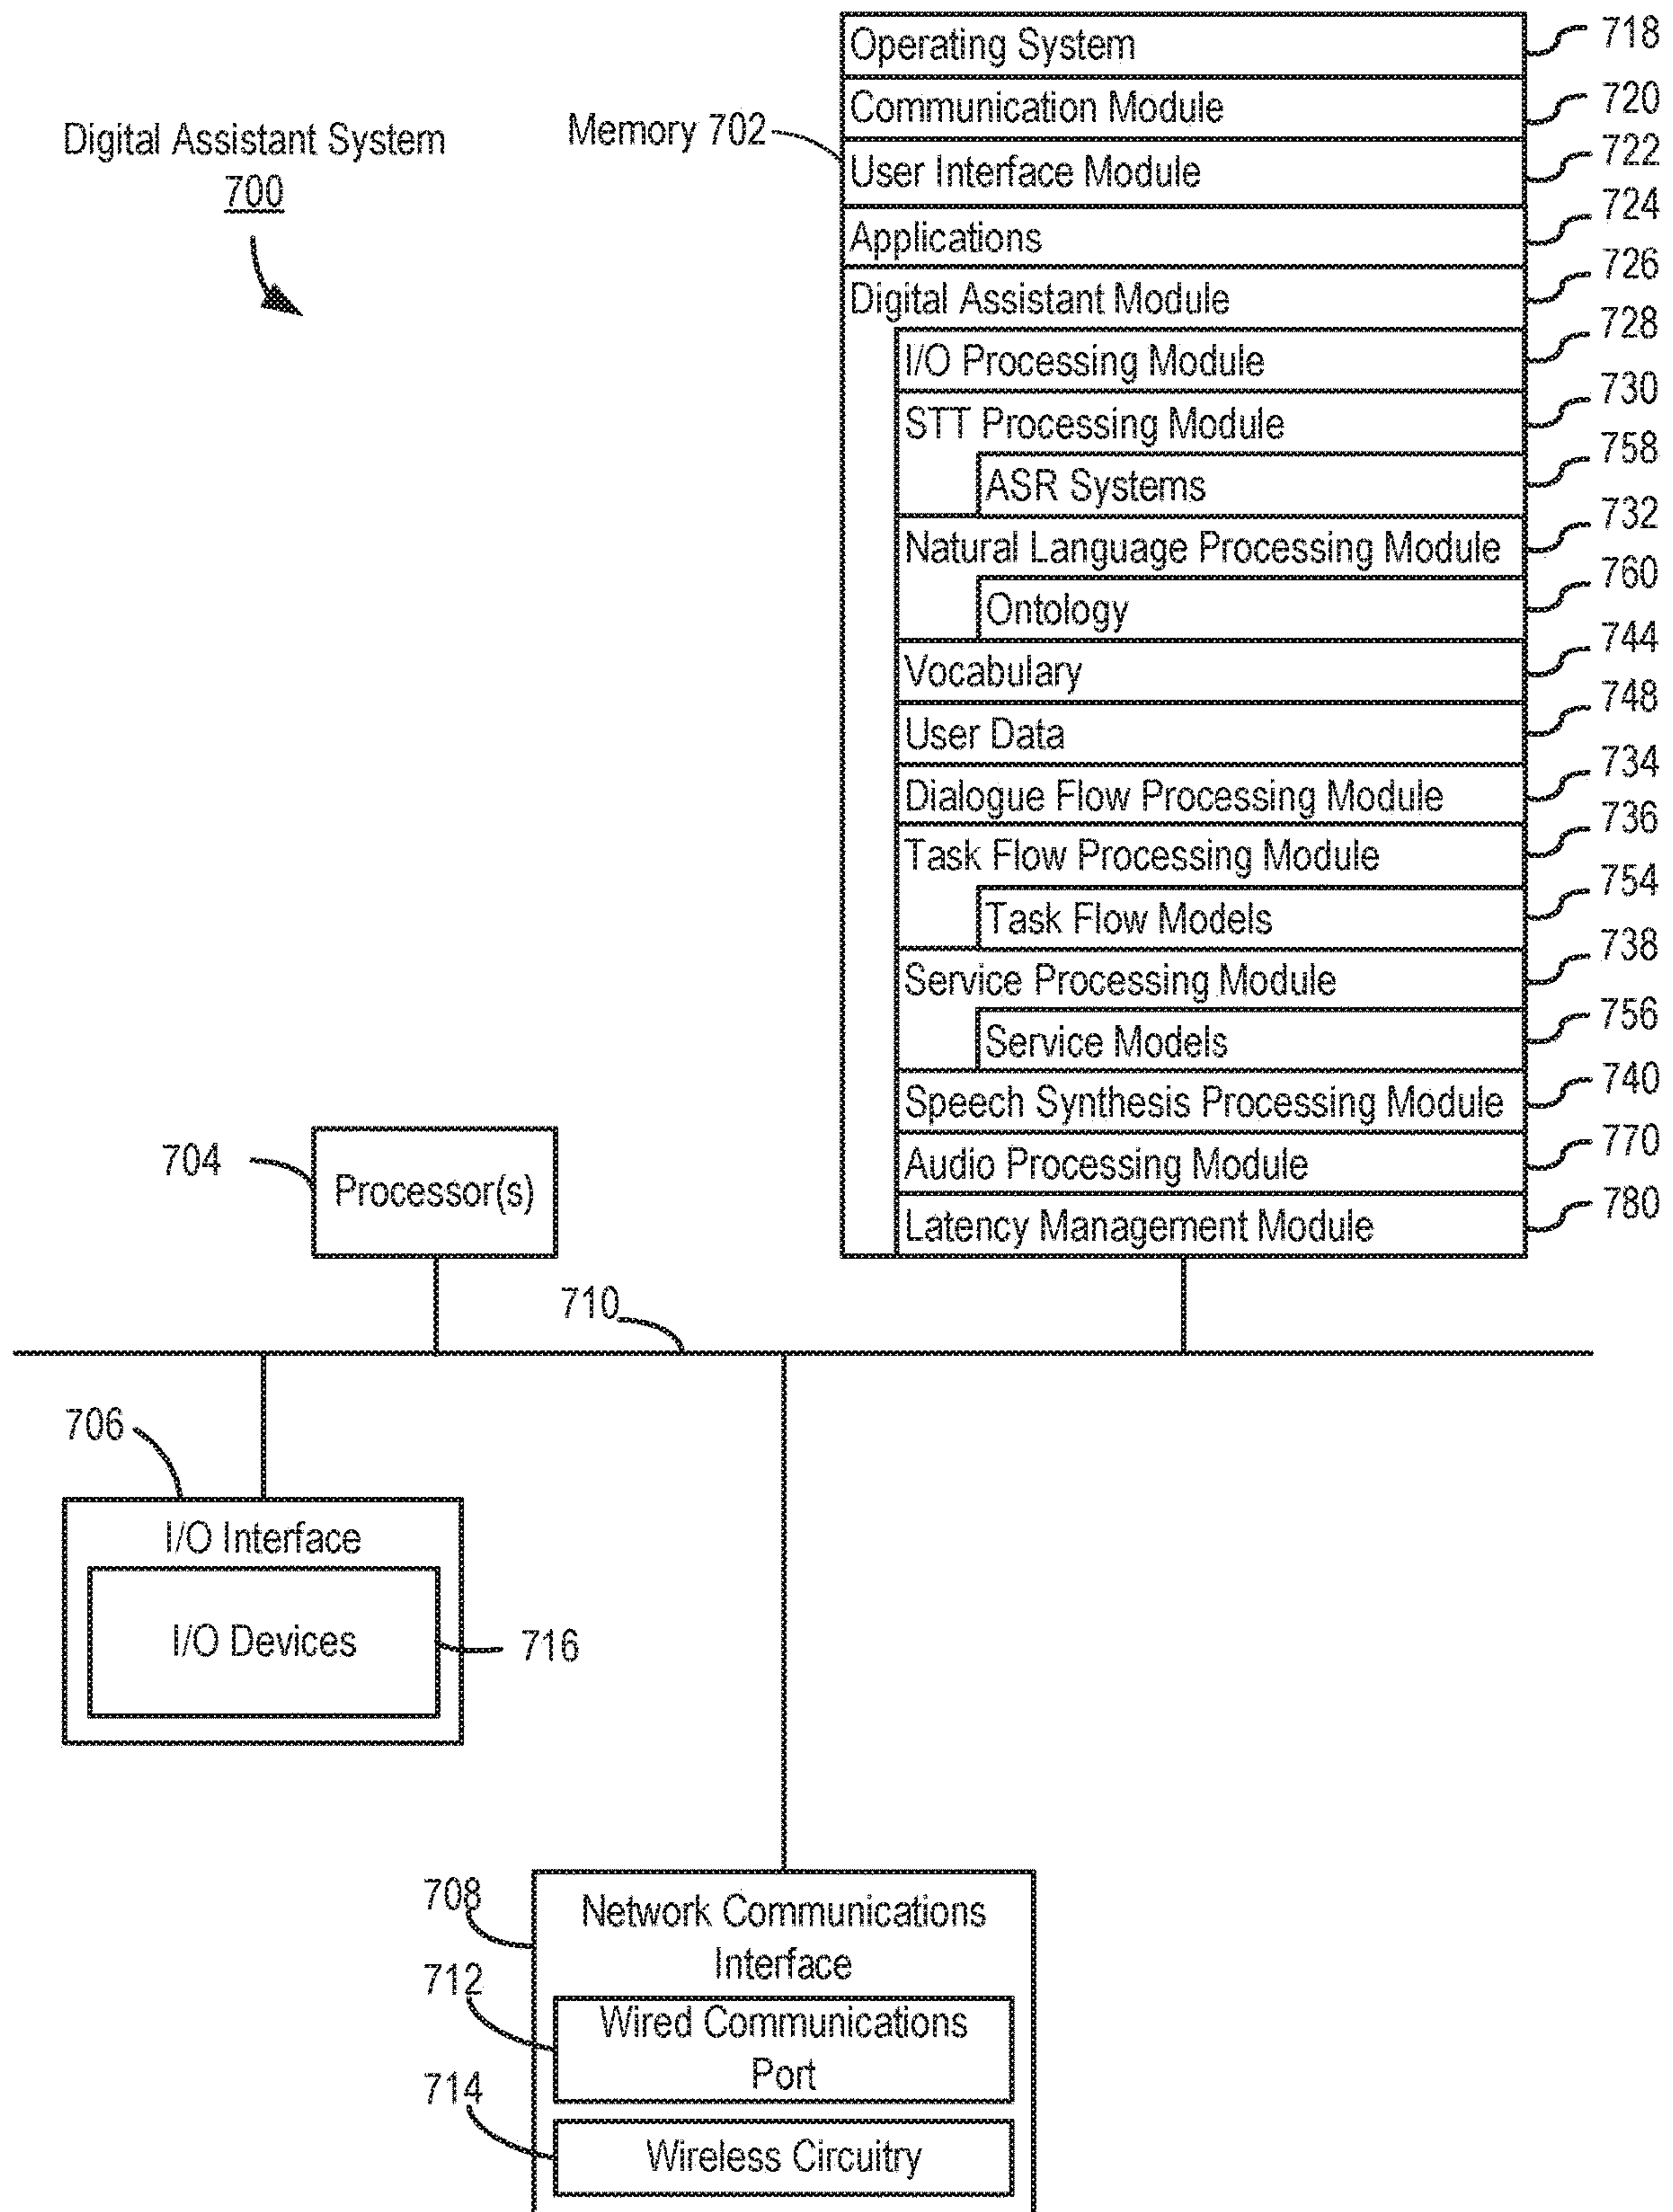 Digital Assistant System
700
Memory 702
Operating System 718
Communication Module 720
User Interface Module 722
Applications 724
Digital Assistant Module 726
I/O Processing Module 728
STT Processing Module 730
ASR Systems 758
Natural Language Processing Module 732
Ontology 760
Vocabulary 744
User Data 748
Dialogue Flow Processing Module 734
Task Flow Processing Module 736
Task Flow Models 754
Service Processing Module 738
Service Models 756
Speech Synthesis Processing Module 740
Audio Processing Module 770
Latency Management Module 780
704
Processor(s)
710
706
I/O Interface
I/O Devices
716
708
Network Communications
Interface
712
Wired Communications
Port
714
Wireless Circuitry